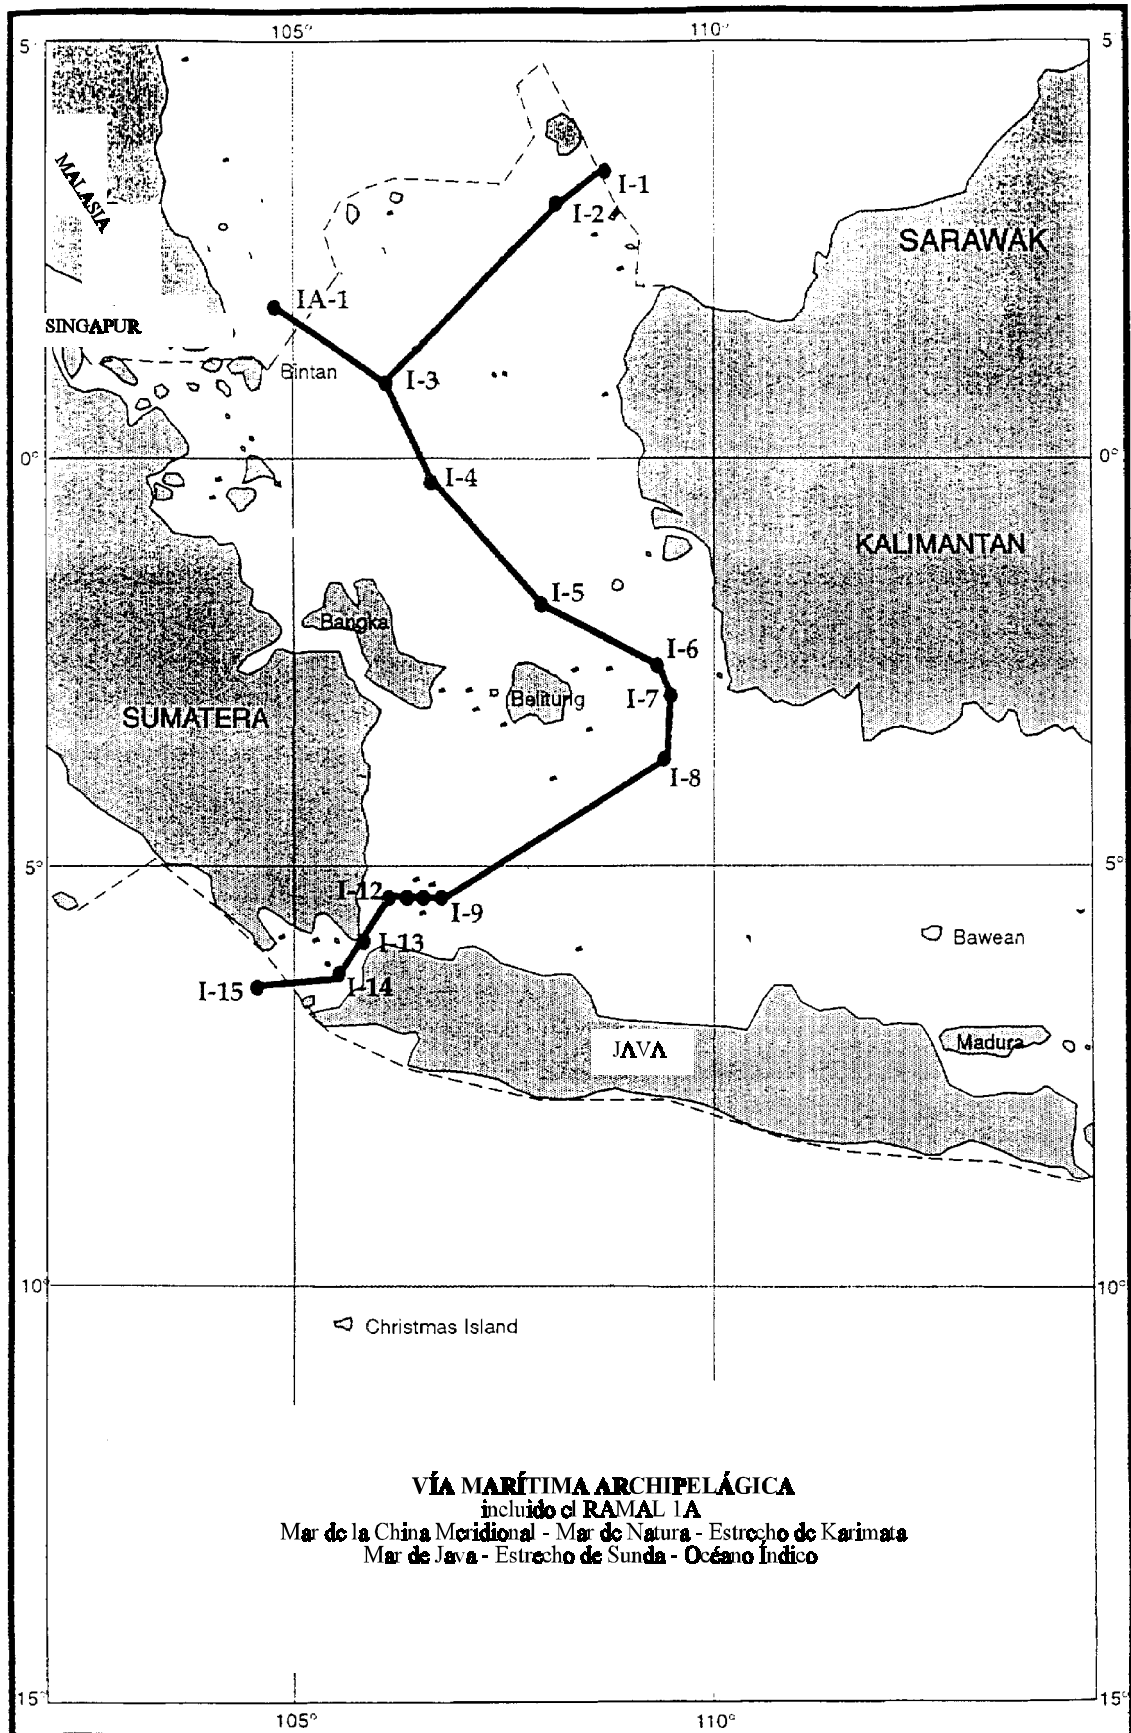 105°
110°
5°
5
MALASIA
I-1
I-2
SARAWAK
IA-1
SINGAPUR
Bintan
I-3
0°
0°
I-4
KALIMANTAN
I-5
Bangka
I-6
I-7
Belitung
SUMATERA
I-8
5°
5°
I-12
I-9
Bawean
I-13
I-14
I-15
JAVA
Madura
10°
10°
Christmas Island
VÍA MARÍTIMA ARCHIPELÁGICA
incluido el RAMAL 1A
Mar de la China Meridional - Mar de Natura - Estrecho de Karimata
Mar de Java - Estrecho de Sunda - Océano Índico
15°
15°
105°
110°